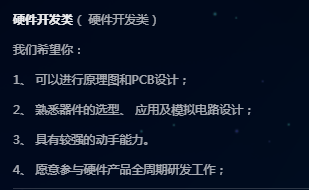 硬件开发类（ 硬件开发类）
我们希望你：
1、 可以进行原理图和PCB设计；
2、 熟悉器件的选型、 应用及模拟电路设计；
3、 具有较强的动手能力。
4、 愿意参与硬件产品全周期研发工作；